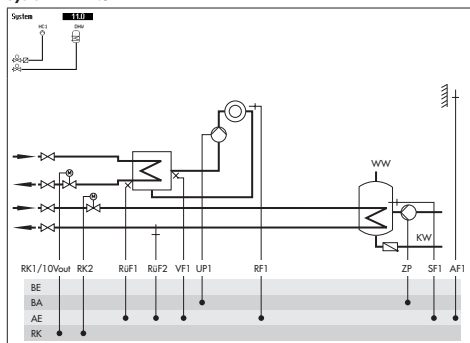 System 11.0
HC1 DHW
M
M
WW
KW
RK1/10Vout RK2 RüF1 RüF2 VF1 UP1 RF1 ZP SF1 AF1
BE
BA
AE
RK